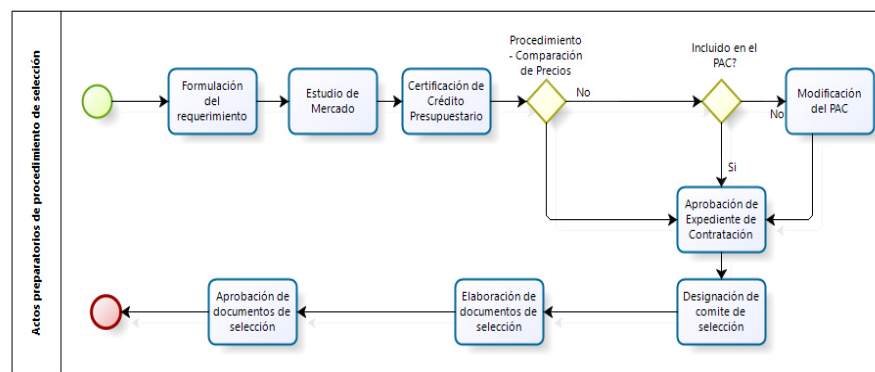 Actos preparatorios de procedimiento de selección
Formulación
del
requerimiento
Estudio de
Mercado
Certificación de
Crédito
Presupuestario
Procedimiento
- Comparación
de Precios
No
Incluido en el
PAC?
No
Modificación
del PAC
Si
Aprobación de
Expediente de
Contratación
Designación de
comite de
selección
Elaboración de
documentos de
selección
Aprobación de
documentos de
selección